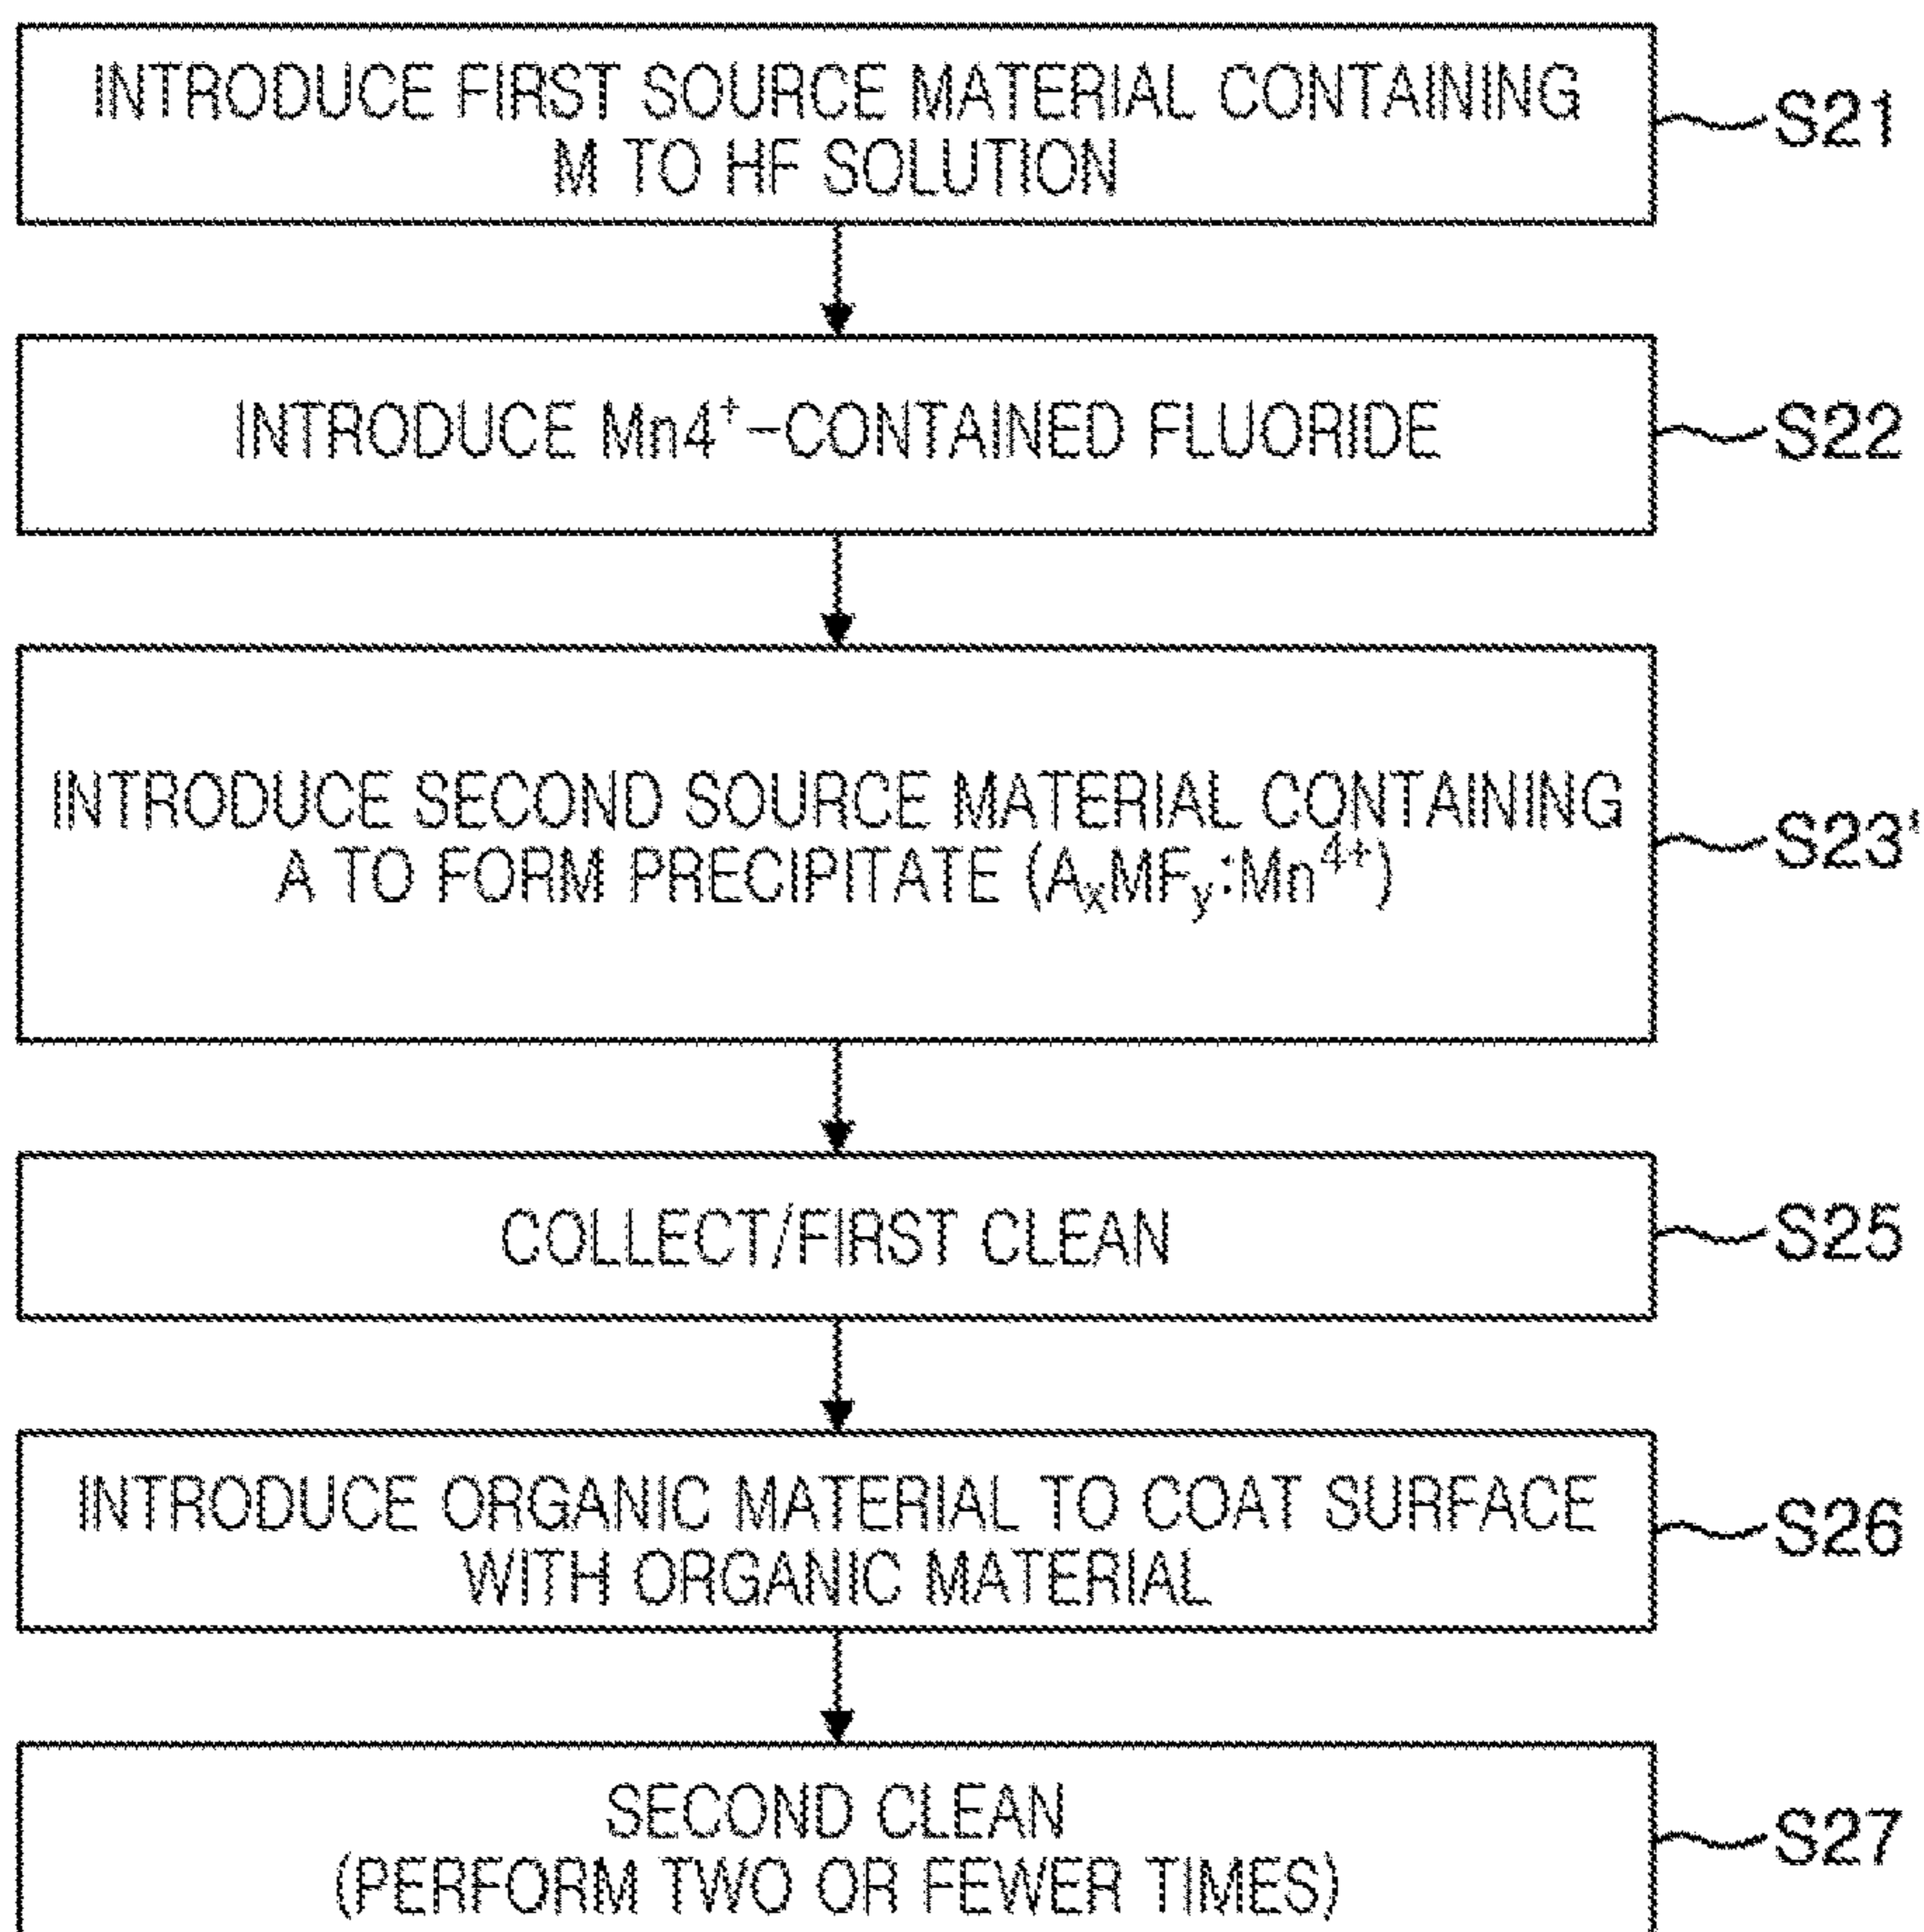 INTRODUCE FIRST SOURCE MATERIAL CONTAINING
M TO HF SOLUTION
S21
INTRODUCE Mn4⁺-CONTAINED FLUORIDE
S22
INTRODUCE SECOND SOURCE MATERIAL CONTAINING
A TO FORM PRECIPITATE (AₓMFᵧ:Mn⁴⁺)
S23'
COLLECT/FIRST CLEAN
S25
INTRODUCE ORGANIC MATERIAL TO COAT SURFACE
WITH ORGANIC MATERIAL
S26
SECOND CLEAN
(PERFORM TWO OR FEWER TIMES)
S27